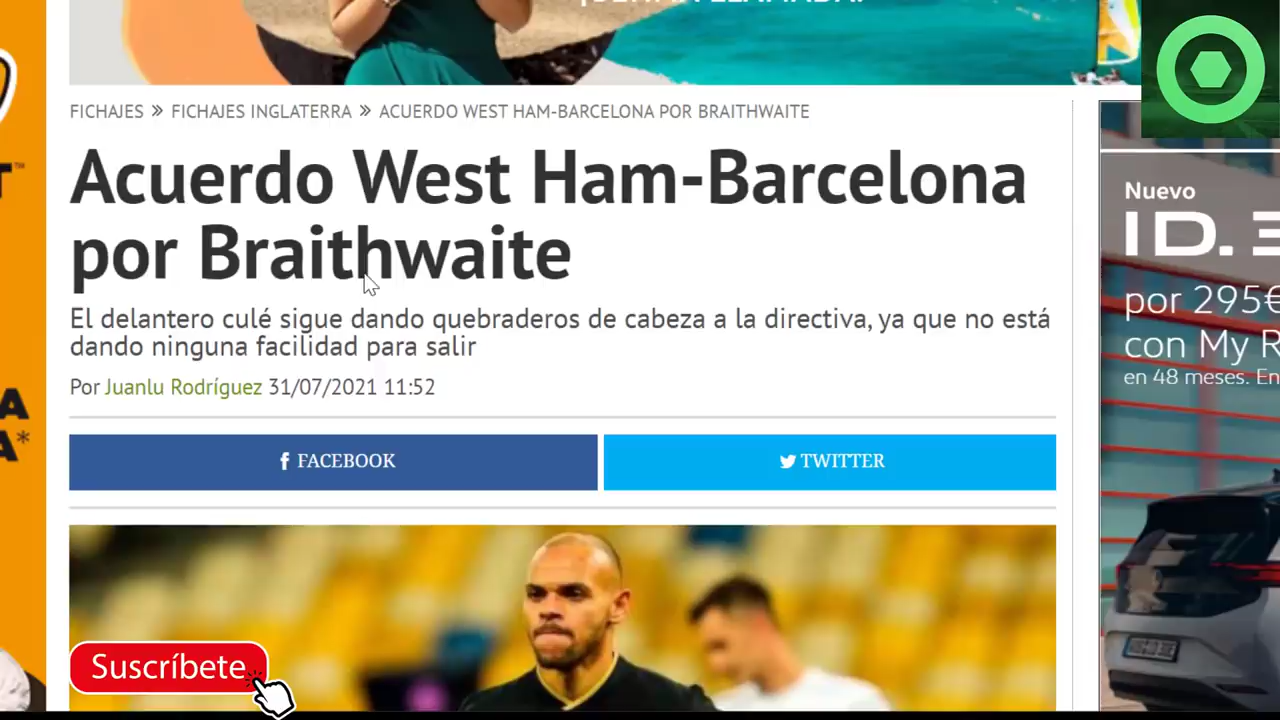 FICHAJES » FICHAJES INGLATERRA » ACUERDO WEST HAM-BARCELONA POR BRAITHWAITE
Acuerdo West Ham-Barcelona
por Braithwaite
El delantero culé sigue dando quebraderos de cabeza a la directiva, ya que no está
dando ninguna facilidad para salir
Por Juanlu Rodríguez 31/07/2021 11:52
FACEBOOK
TWITTER
Nuevo
ID.3
por 295€
con My R
en 48 meses. En
Suscríbete